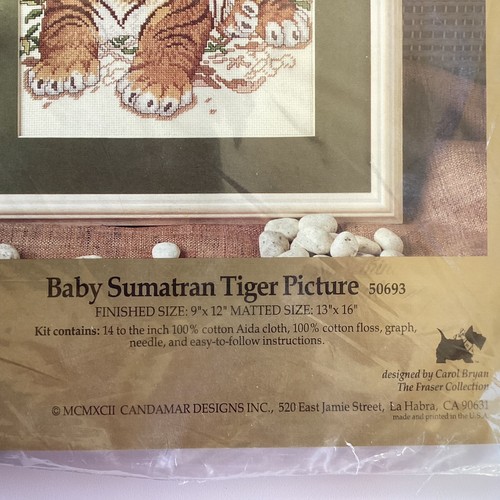 Baby Sumatran Tiger Picture 50693
FINISHED SIZE: 9"x 12" MATTED SIZE: 13"x 16"
Kit contains: 14 to the inch 100% cotton Aida cloth, 100% cotton floss, graph,
needle, and easy-to-follow instructions.
designed by Carol Bryan
The Fraser Collection
© MCMXCII CANDAMAR DESIGNS INC., 520 East Jamie Street, La Habra, CA 90631
made and printed in the U.S.A.